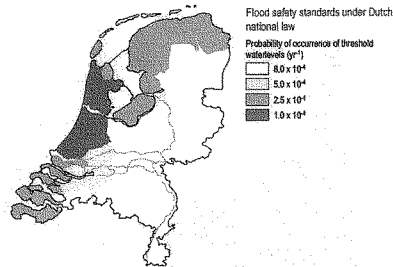 Flood safety standards under Dutch
national law
Probability of occurrence of threshold
waterlevels (yr⁻¹)
8.0 x 10⁻⁴
5.0 x 10⁻⁴
2.5 x 10⁻⁴
1.0 x 10⁻⁴